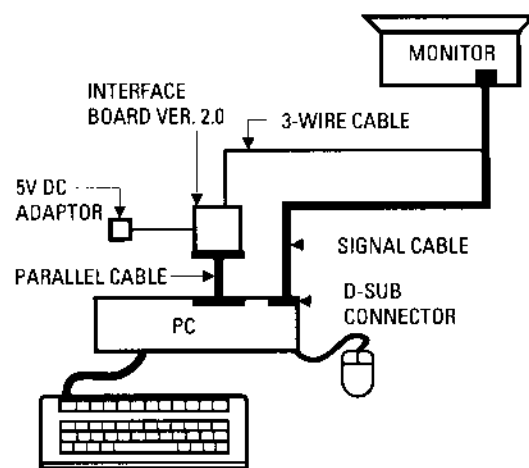 MONITOR
INTERFACE
BOARD VER. 2.0
3-WIRE CABLE
5V DC
ADAPTOR
SIGNAL CABLE
PARALLEL CABLE
D-SUB
CONNECTOR
PC